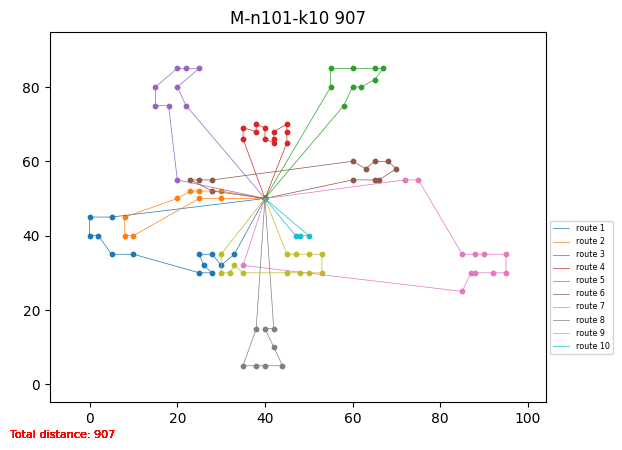 M-n101-k10 907
80
60
40
20
0
0
20
40
60
80
100
route 1
route 2
route 3
route 4
route 5
route 6
route 7
route 8
route 9
route 10
Total distance: 907